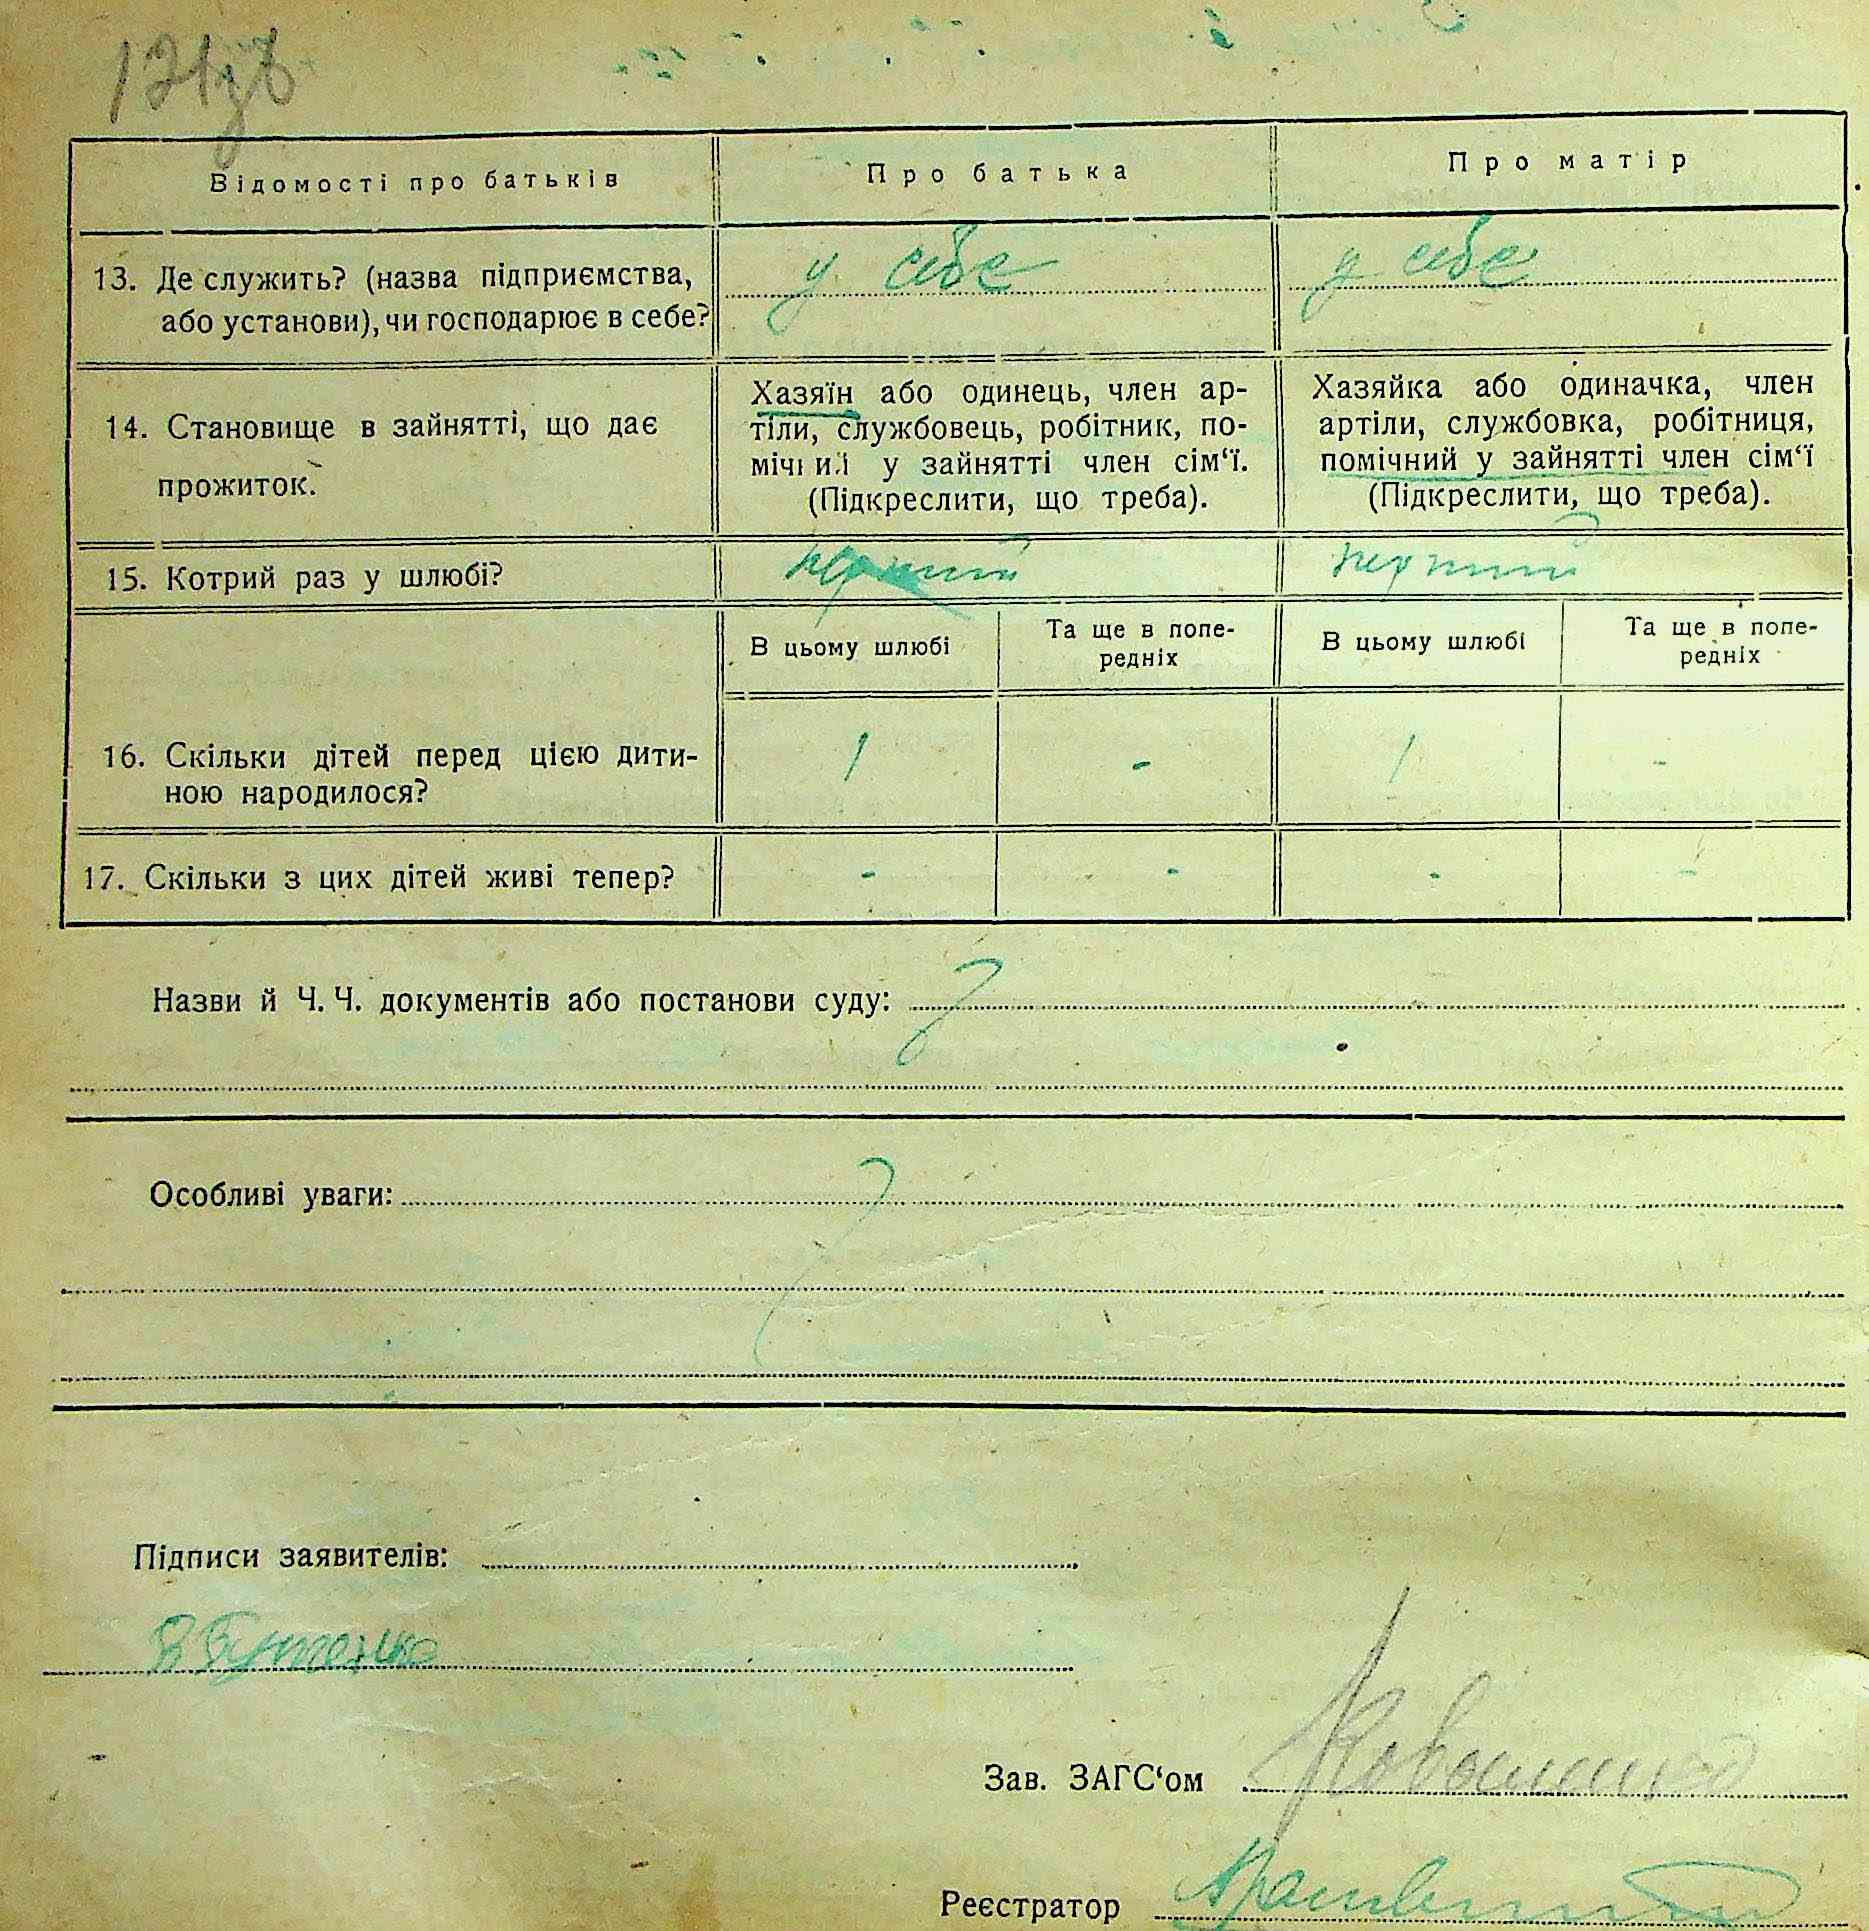 121зв
Відомості про батьків
Про батька
Про матір
13. Де служить? (назва підприємства,
або установи), чи господарює в себе?
у себе
у себе
14. Становище в зайнятті, що дає
прожиток.
Хазяїн або одинець, член ар-
тіли, службовець, робітник, по-
мічний у зайнятті член сім‘ї.
(Підкреслити, що треба).
Хазяйка або одиначка, член
артіли, службовка, робітниця,
помічний у зайнятті член сім‘ї
(Підкреслити, що треба).
15. Котрий раз у шлюбі?
перший
перший
В цьому шлюбі
Та ще в попе-
редніх
В цьому шлюбі
Та ще в попе-
редніх
16. Скільки дітей перед цією дити-
ною народилося?
1
-
1
-
17. Скільки з цих дітей живі тепер?
-
-
-
-
Назви й Ч. Ч. документів або постанови суду:
Особливі уваги:
Підписи заявителів:
Зав. ЗАГС‘ом
Реєстратор